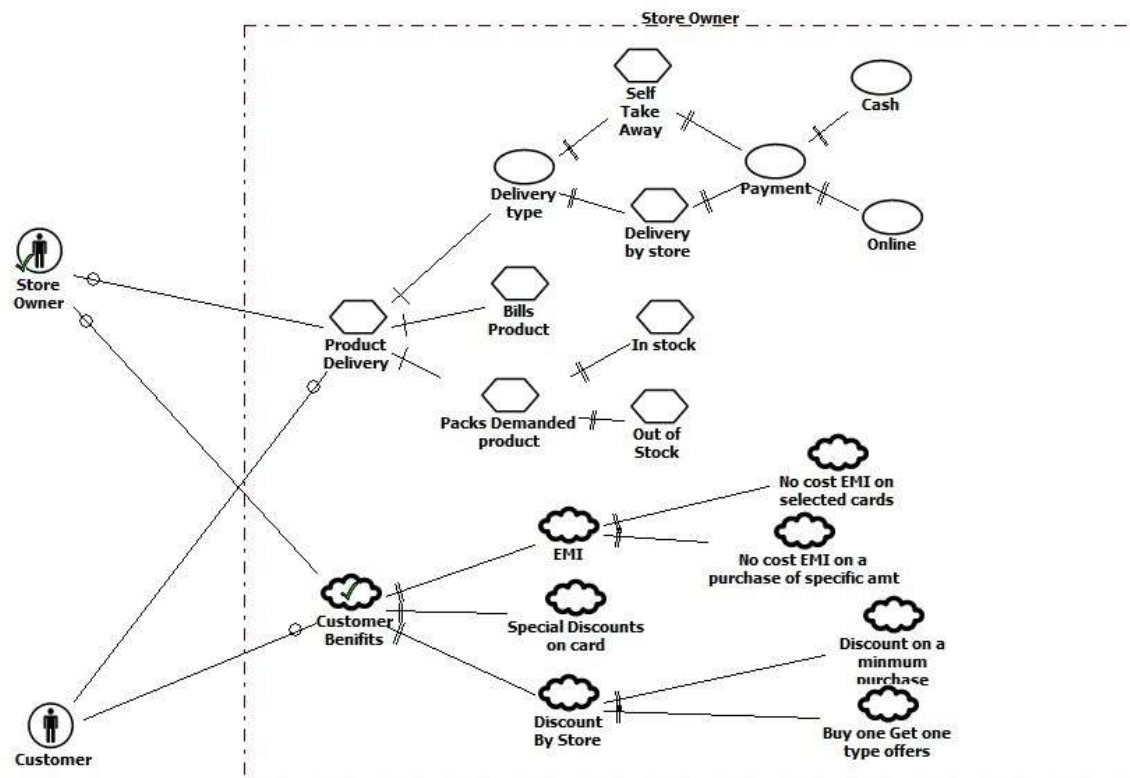 Store Owner
Self
Take
Away
Cash
Delivery
type
Payment
Delivery
by store
Online
Store
Owner
Bills
Product
Product
Delivery
In stock
Packs Demanded
product
Out of
Stock
No cost EMI on
selected cards
EMI
No cost EMI on a
purchase of specific amt
Customer
Benifits
Special Discounts
on card
Discount on a
minmum
purchase
Discount
By Store
Buy one Get one
type offers
Customer